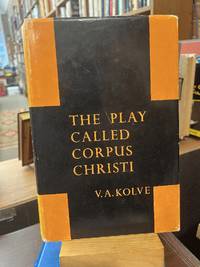 THE PLAY
CALLED
CORPUS
CHRISTI
V.A.KOLVE